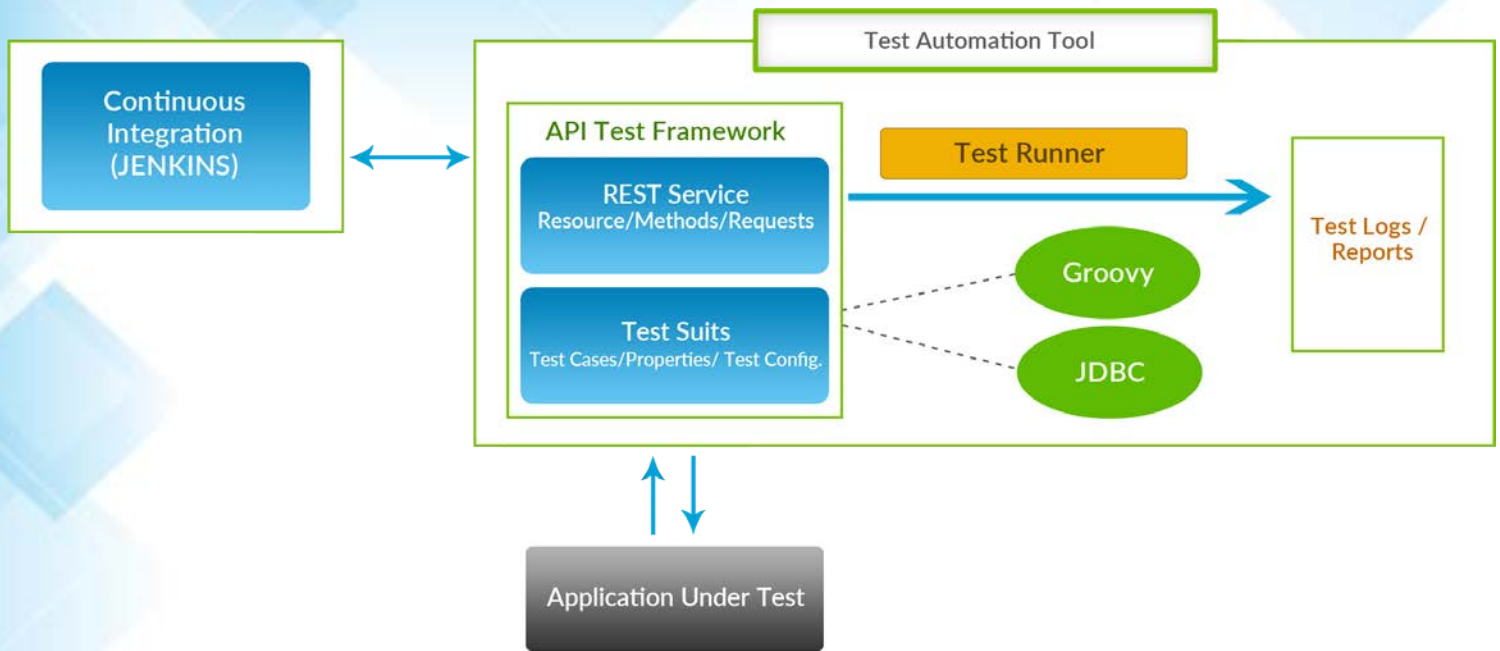 Test Automation Tool
Continuous
Integration
(JENKINS)
API Test Framework
REST Service
Resource/Methods/Requests
Test Suits
Test Cases/Properties/ Test Config.
Test Runner
Groovy
JDBC
Test Logs /
Reports
Application Under Test